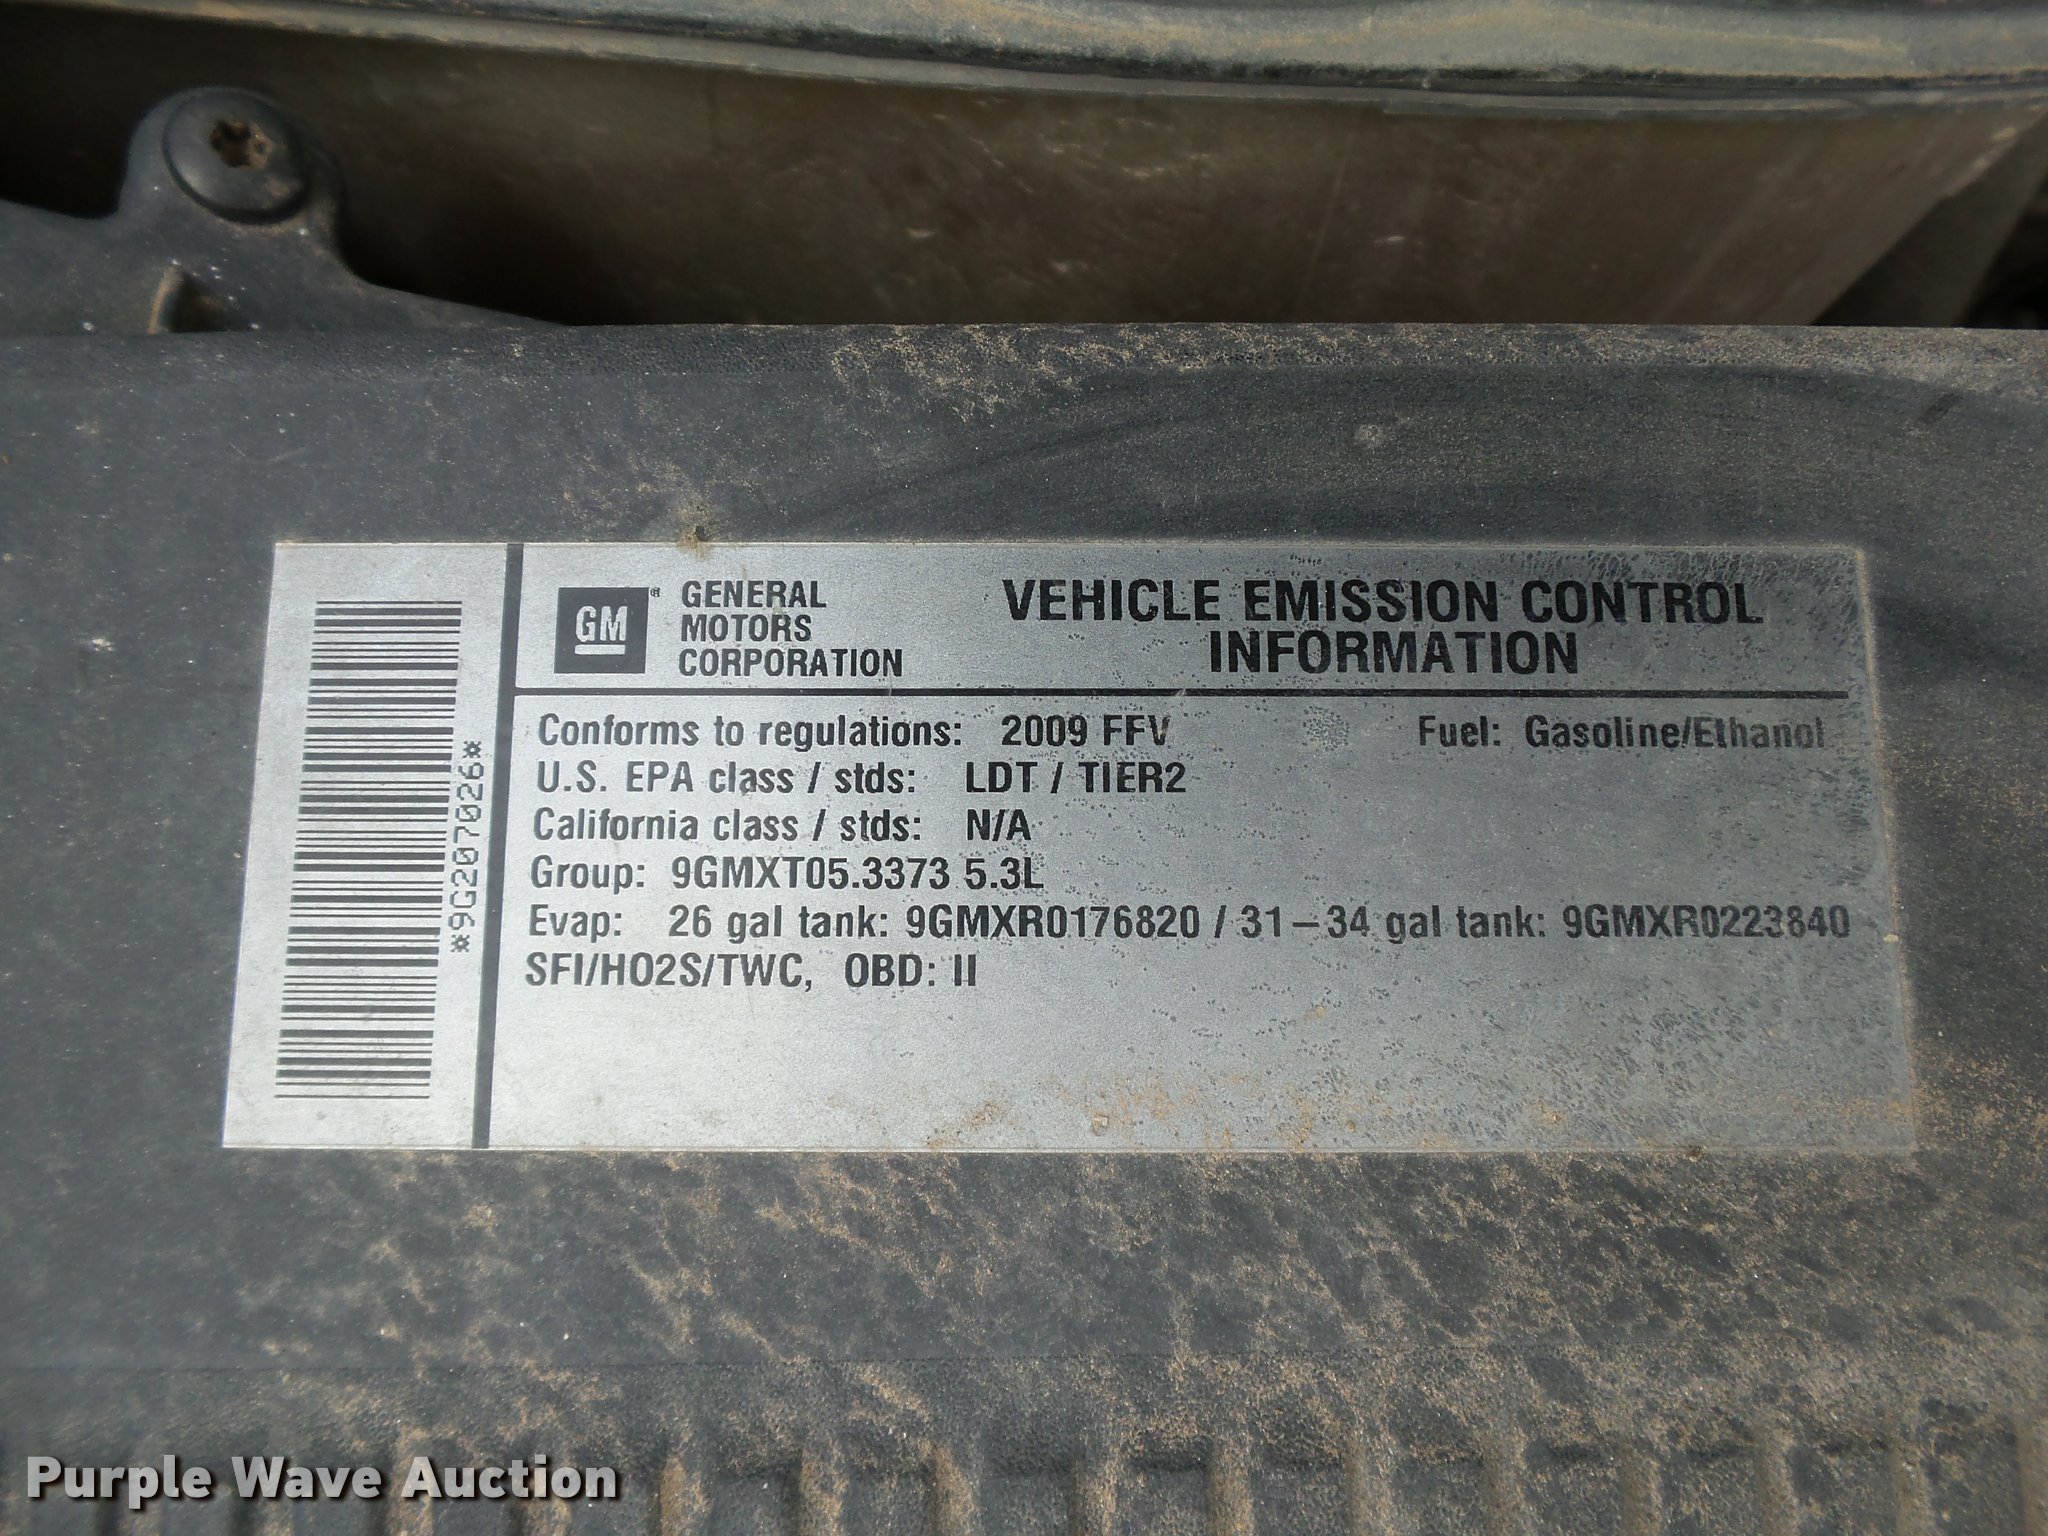 *9G207026*
GM®
GENERAL
MOTORS
CORPORATION
VEHICLE EMISSION CONTROL
INFORMATION
Conforms to regulations: 2009 FFV Fuel: Gasoline/Ethanol
U.S. EPA class / stds: LDT / TIER2
California class / stds: N/A
Group: 9GMXT05.3373 5.3L
Evap: 26 gal tank: 9GMXR0176820 / 31–34 gal tank: 9GMXR0223840
SFI/HO2S/TWC, OBD: II
Purple Wave Auction